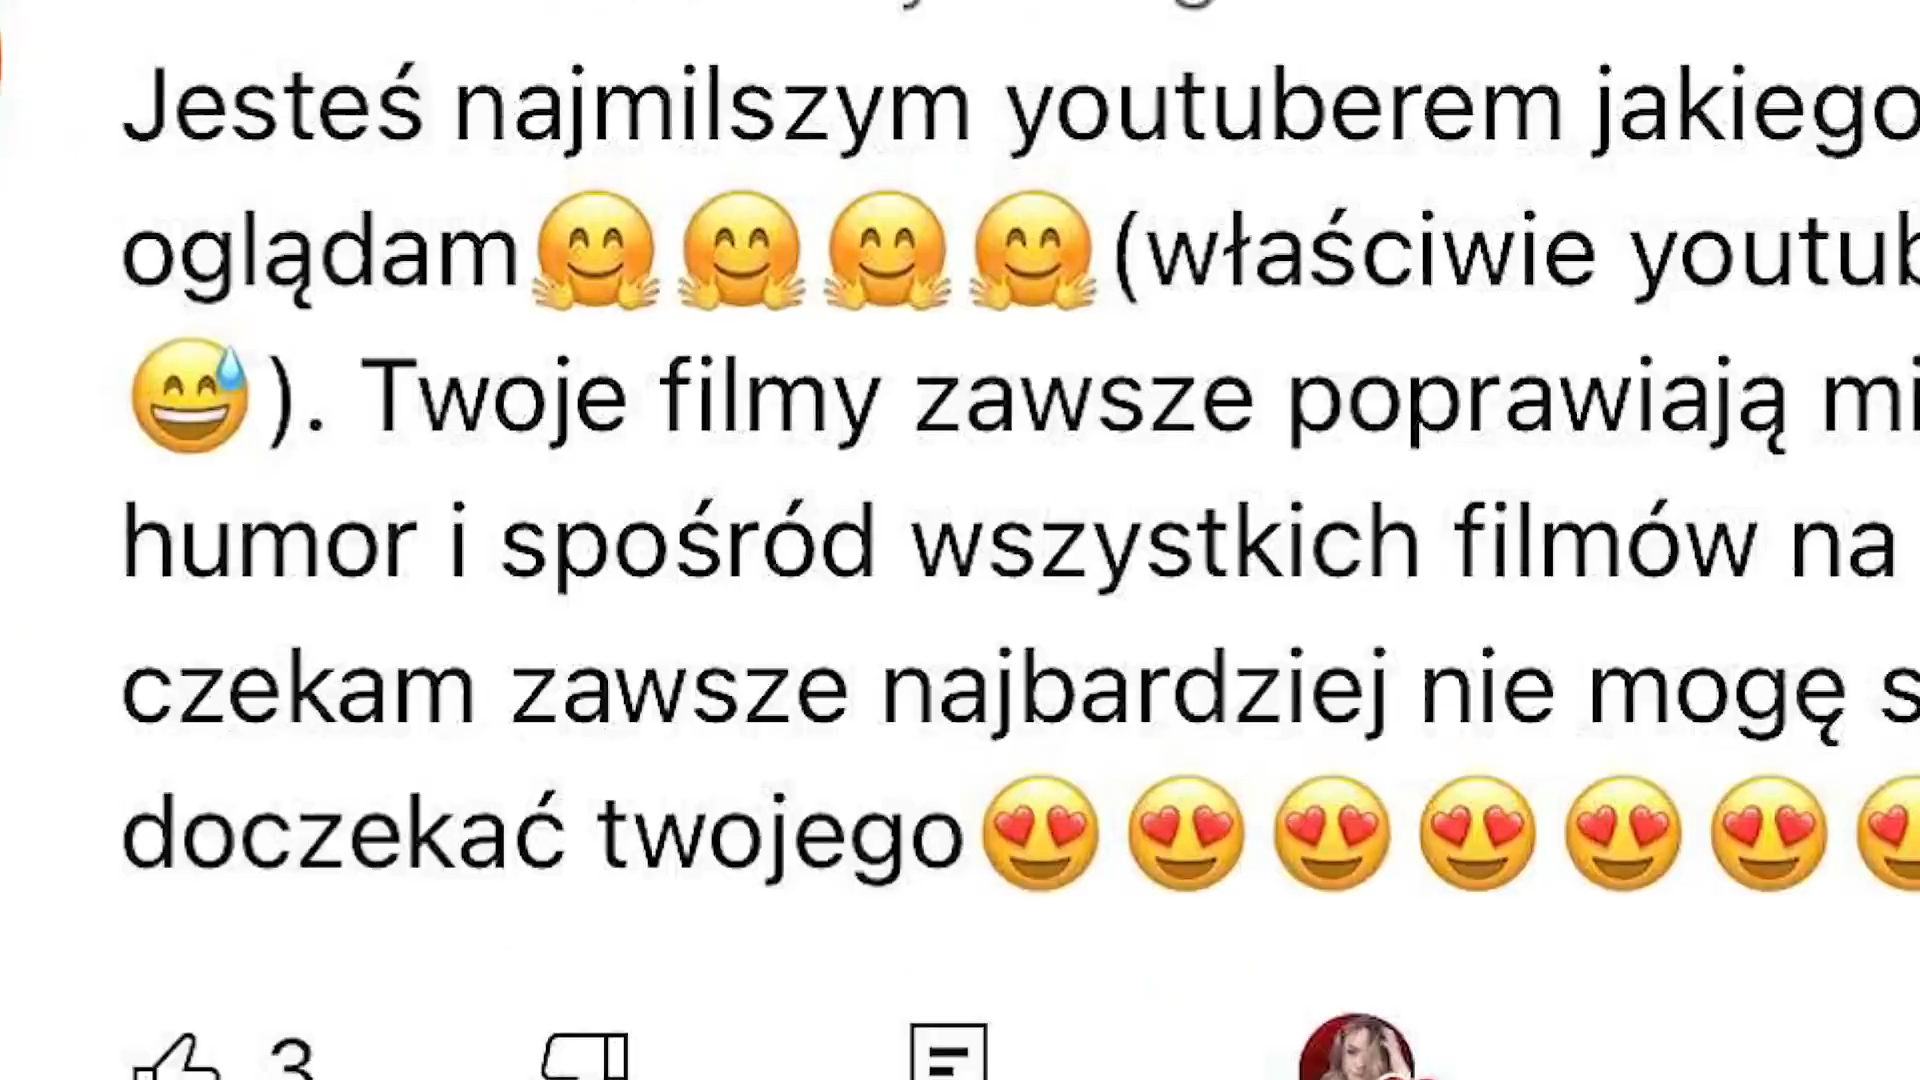 Jesteś najmilszym youtuberem jakiego
oglądam🤗🤗🤗🤗(właściwie
😅). Twoje filmy zawsze poprawiają mi
humor i spośród wszystkich filmów na
czekam zawsze najbardziej nie mogę
doczekać twojego😍😍😍😍😍😍😍
3